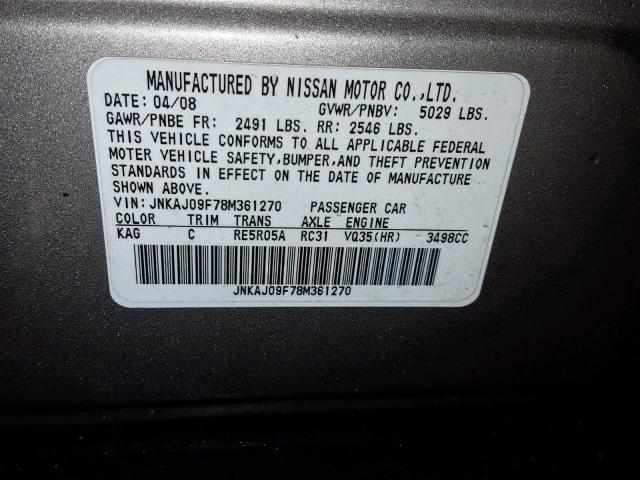 MANUFACTURED BY NISSAN MOTOR CO.,LTD.
DATE: 04/08 GVWR/PNBV: 5029 LBS.
GAWR/PNBE FR: 2491 LBS. RR: 2546 LBS.
THIS VEHICLE CONFORMS TO ALL APPLICABLE FEDERAL
MOTER VEHICLE SAFETY,BUMPER,AND THEFT PREVENTION
STANDARDS IN EFFECT ON THE DATE OF MANUFACTURE
SHOWN ABOVE.
VIN:JNKAJ09F78M361270 PASSENGER CAR
COLOR TRIM TRANS AXLE ENGINE
KAG C RE5R05A RC31 VQ35(HR) 3498CC
JNKAJ09F78M361270